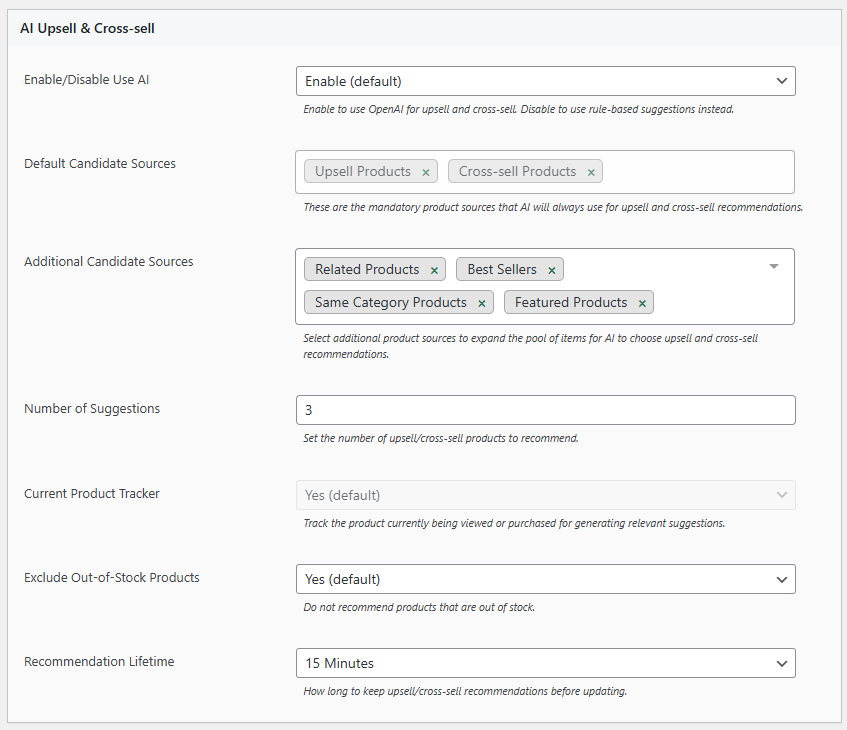 AI Upsell & Cross-sell
Enable/Disable Use AI
Enable (default)
Enable to use OpenAI for upsell and cross-sell. Disable to use rule-based suggestions instead.
Default Candidate Sources
Upsell Products × Cross-sell Products ×
These are the mandatory product sources that AI will always use for upsell and cross-sell recommendations.
Additional Candidate Sources
Related Products × Best Sellers ×
Same Category Products × Featured Products ×
Select additional product sources to expand the pool of items for AI to choose upsell and cross-sell
recommendations.
Number of Suggestions
3
Set the number of upsell/cross-sell products to recommend.
Current Product Tracker
Yes (default)
Track the product currently being viewed or purchased for generating relevant suggestions.
Exclude Out-of-Stock Products
Yes (default)
Do not recommend products that are out of stock.
Recommendation Lifetime
15 Minutes
How long to keep upsell/cross-sell recommendations before updating.